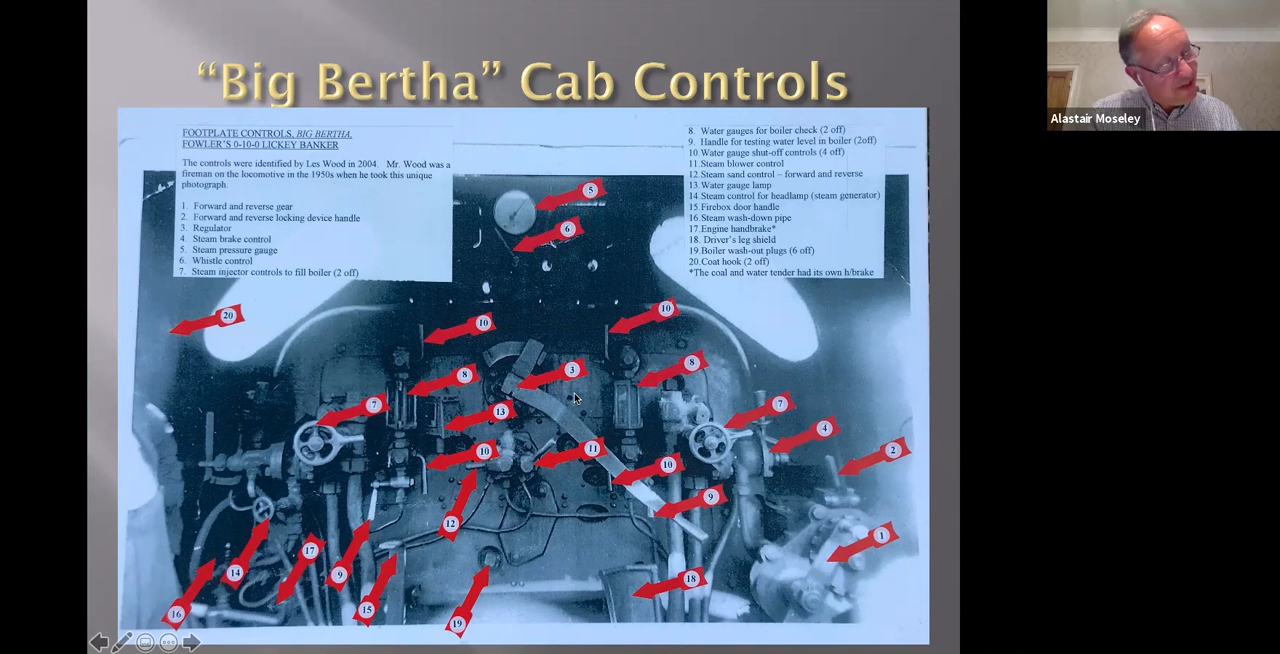 “Big Bertha” Cab Controls
FOOTPLATE CONTROLS, BIG BERTHA,
FOWLER'S 0-10-0 LICKEY BANKER
The controls were identified by Les Wood in 2004. Mr. Wood was a
fireman on the locomotive in the 1950s when he took this unique
photograph.
1. Forward and reverse gear
2. Forward and reverse locking device handle
3. Regulator
4. Steam brake control
5. Steam pressure gauge
6. Whistle control
7. Steam injector controls to fill boiler (2 off)
8. Water gauges for boiler check (2 off)
9. Handle for testing water level in boiler (2off)
10.Water gauge shut-off controls (4 off)
11.Steam blower control
12.Steam sand control – forward and reverse
13.Water gauge lamp
14 Steam control for headlamp (steam generator)
15.Firebox door handle
16.Steam wash-down pipe
17.Engine handbrake*
18. Driver's leg shield
19.Boiler wash-out plugs (6 off)
20.Coat hook (2 off)
*The coal and water tender had its own h/brake
5
6
20
10
10
3
8
8
7
13
7
4
10
11
10
2
9
12
1
17
14
9
18
15
16
19
Alastair Moseley